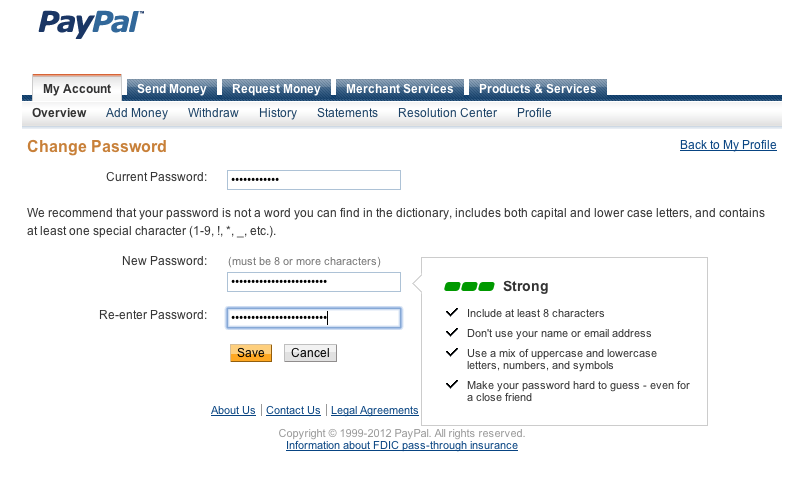 PayPal™
My Account Send Money Request Money Merchant Services Products & Services
Overview Add Money Withdraw History Statements Resolution Center Profile
Change Password
Back to My Profile
Current Password: ••••••••••••
We recommend that your password is not a word you can find in the dictionary, includes both capital and lower case letters, and contains
at least one special character (1-9, !, *, _, etc.).
New Password: (must be 8 or more characters)
••••••••••••••••••••••••
Re-enter Password: ••••••••••••••••••••••••
Save Cancel
Strong
Include at least 8 characters
Don't use your name or email address
Use a mix of uppercase and lowercase
letters, numbers, and symbols
Make your password hard to guess - even for
a close friend
About Us Contact Us Legal Agreements
Copyright © 1999-2012 PayPal. All rights reserved.
Information about FDIC pass-through insurance